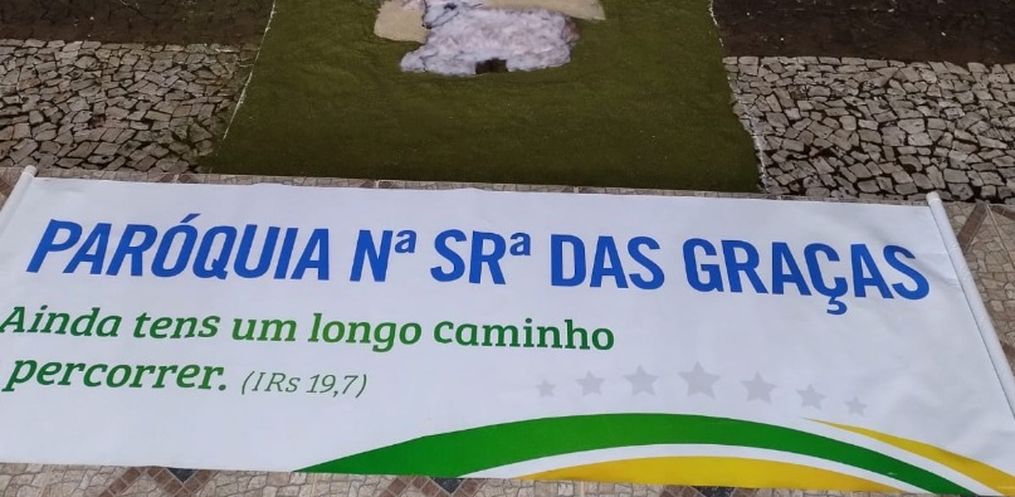 PARÓQUIA Nª SRª DAS GRAÇAS
Ainda tens um longo caminho
percorrer. (IRs 19,7)